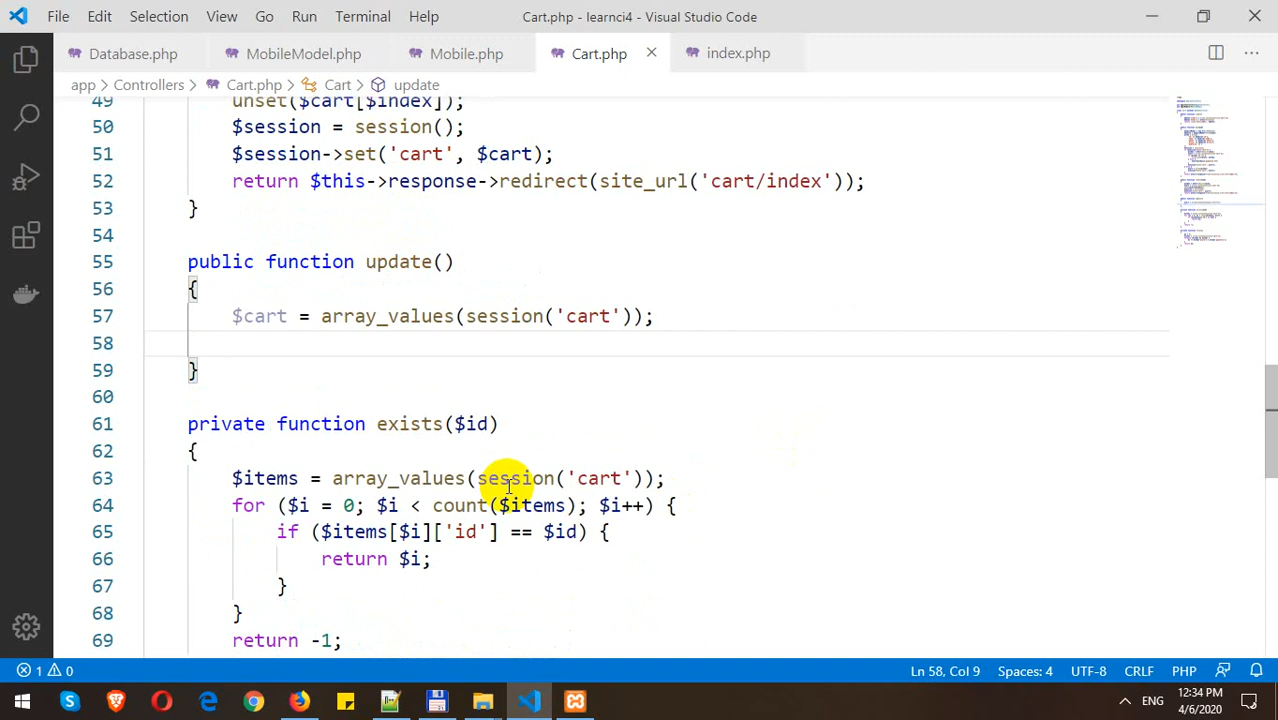 File Edit Selection View Go Run Terminal Help Cart.php - learnci4 - Visual Studio Code
Database.php MobileModel.php Mobile.php Cart.php index.php
app > Controllers > Cart.php > Cart > update
49 unset($cart[$index]);
50 $session = session();
51 $session->set('cart', $cart);
52 return $this->response->redirect(site_url('cart/index'));
53 }
54
55 public function update()
56 {
57 $cart = array_values(session('cart'));
58
59 }
60
61 private function exists($id)
62 {
63 $items = array_values(session('cart'));
64 for ($i = 0; $i < count($items); $i++) {
65 if ($items[$i]['id'] == $id) {
66 return $i;
67 }
68 }
69 return -1;
1 0 Ln 58, Col 9 Spaces: 4 UTF-8 CRLF PHP
ENG 12:34 PM
4/6/2020